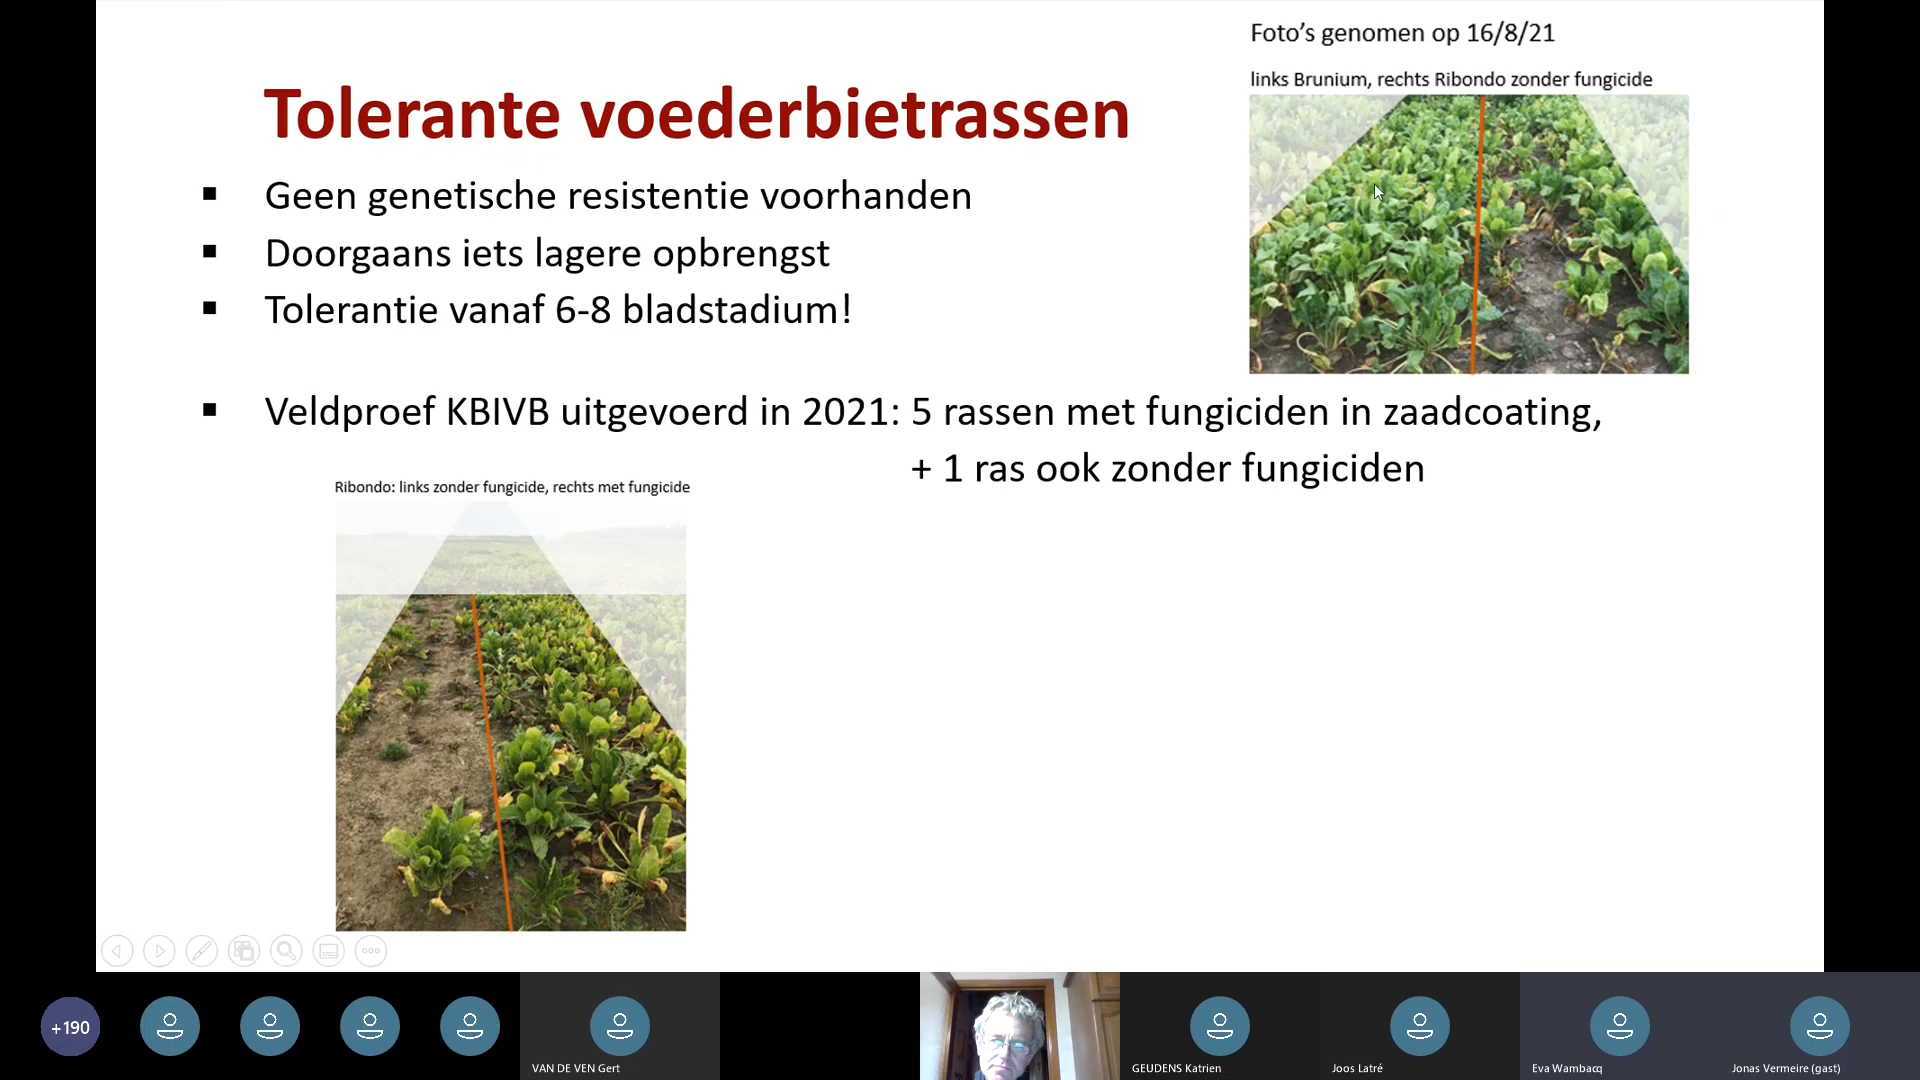 Foto’s genomen op 16/8/21
links Brunium, rechts Ribondo zonder fungicide
Tolerante voederbietrassen
▪ Geen genetische resistentie voorhanden
▪ Doorgaans iets lagere opbrengst
▪ Tolerantie vanaf 6-8 bladstadium!
▪ Veldproef KBIVB uitgevoerd in 2021: 5 rassen met fungiciden in zaadcoating,
+ 1 ras ook zonder fungiciden
Ribondo: links zonder fungicide, rechts met fungicide
+190
VAN DE VEN Gert
GEUDENS Katrien
Joos Latré
Eva Wambacq
Jonas Vermeire (gast)